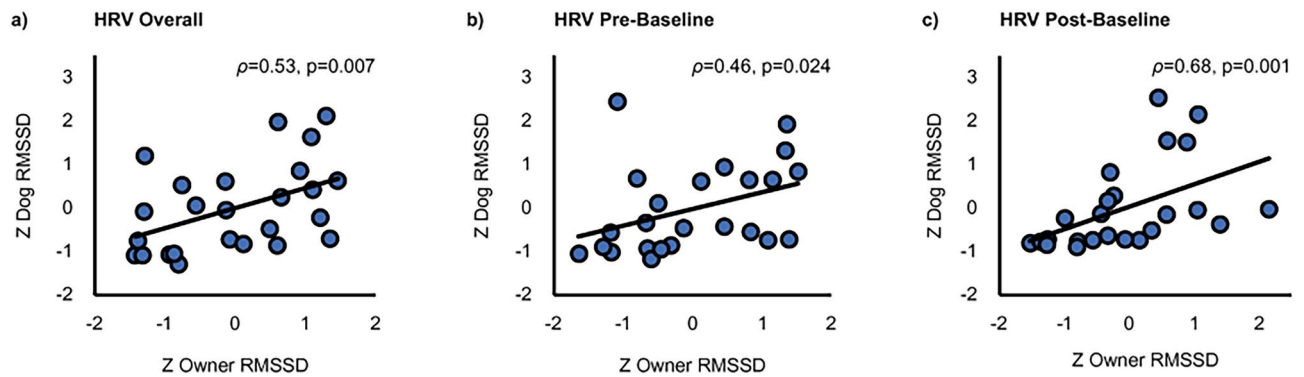 a) HRV Overall
ρ=0.53, p=0.007
Z Dog RMSSD
3
2
1
0
-1
-2
-2 -1 0 1 2
Z Owner RMSSD
b) HRV Pre-Baseline
ρ=0.46, p=0.024
Z Dog RMSSD
3
2
1
0
-1
-2
-2 -1 0 1 2
Z Owner RMSSD
c) HRV Post-Baseline
ρ=0.68, p=0.001
Z Dog RMSSD
3
2
1
0
-1
-2
-2 -1 0 1 2
Z Owner RMSSD